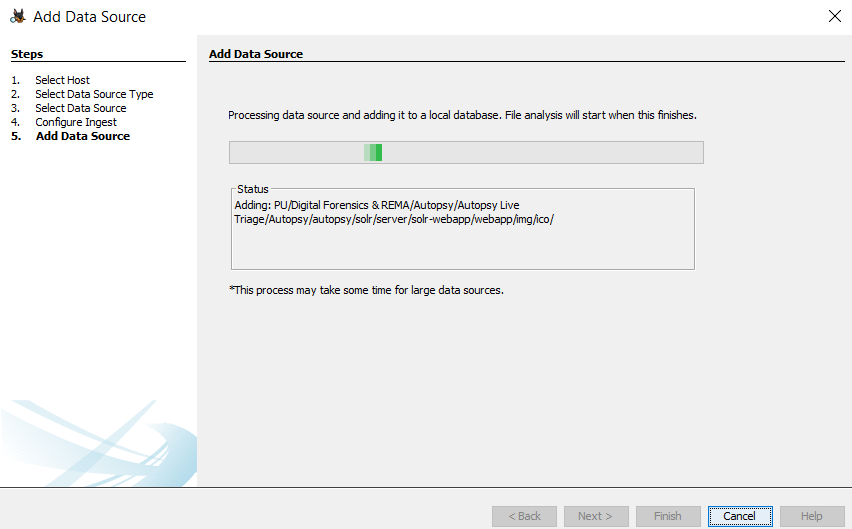 Add Data Source
Steps
1. Select Host
2. Select Data Source Type
3. Select Data Source
4. Configure Ingest
5. Add Data Source
Add Data Source
Processing data source and adding it to a local database. File analysis will start when this finishes.
Status
Adding: PU/Digital Forensics & REMA/Autopsy/Autopsy Live
Triage/Autopsy/autopsy/solr/server/solr-webapp/webapp/img/ico/
*This process may take some time for large data sources.
< Back Next > Finish Cancel Help